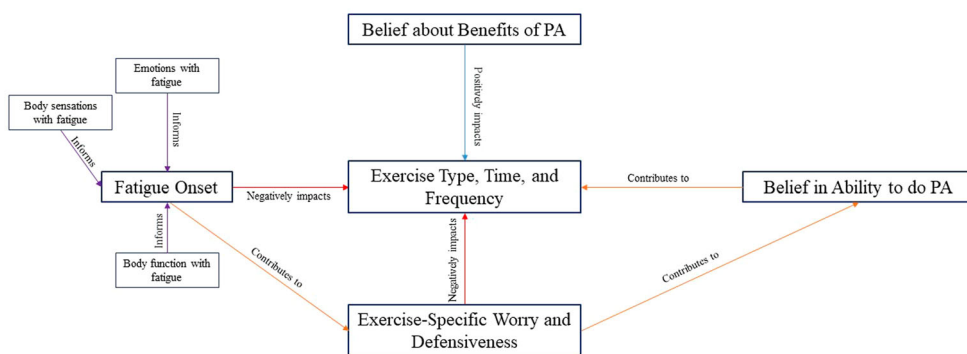 Belief about Benefits of PA
Emotions with
fatigue
Body sensations
with fatigue
Informs
Informs
Positively impacts
Fatigue Onset
Negatively impacts
Exercise Type, Time, and
Frequency
Contributes to
Belief in Ability to do PA
Informs
Body function with
fatigue
Contributes to
Negatively impacts
Contributes to
Exercise-Specific Worry and
Defensiveness